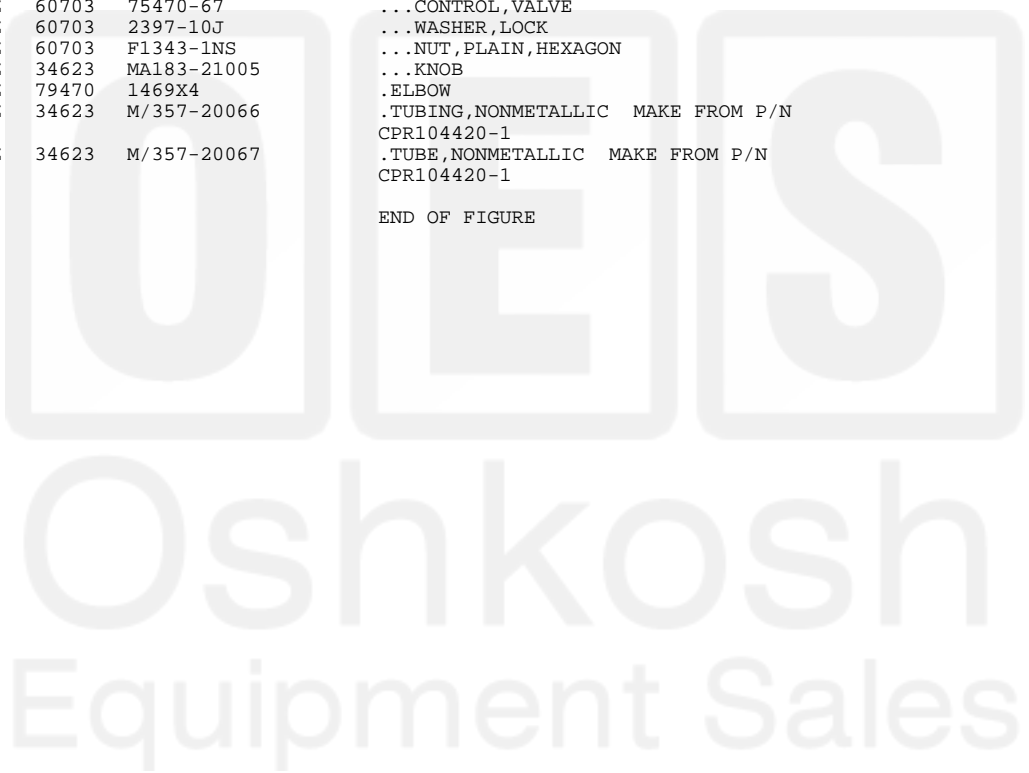 60703 75470-67 ...CONTROL,VALVE
60703 2397-10J ...WASHER,LOCK
60703 F1343-1NS ...NUT,PLAIN,HEXAGON
34623 MA183-21005 ...KNOB
79470 1469X4 .ELBOW
34623 M/357-20066 .TUBING,NONMETALLIC MAKE FROM P/N
CPR104420-1
34623 M/357-20067 .TUBE,NONMETALLIC MAKE FROM P/N
CPR104420-1
END OF FIGURE
OES
Oshkosh
Equipment Sales